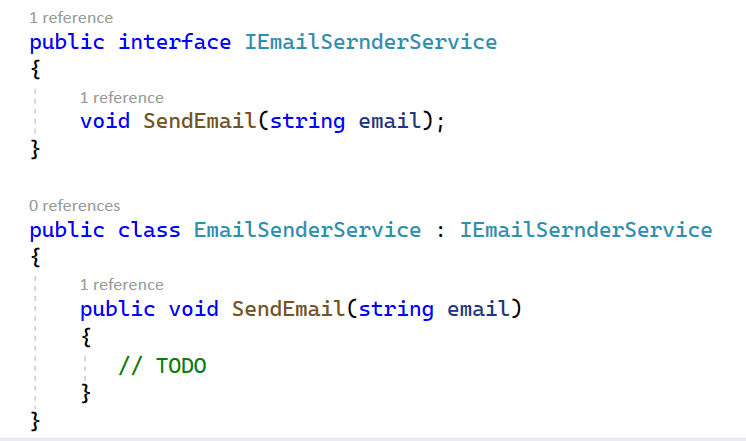 1 reference
public interface IEmailSernderService
{
1 reference
void SendEmail(string email);
}
0 references
public class EmailSenderService : IEmailSernderService
{
1 reference
public void SendEmail(string email)
{
// TODO
}
}